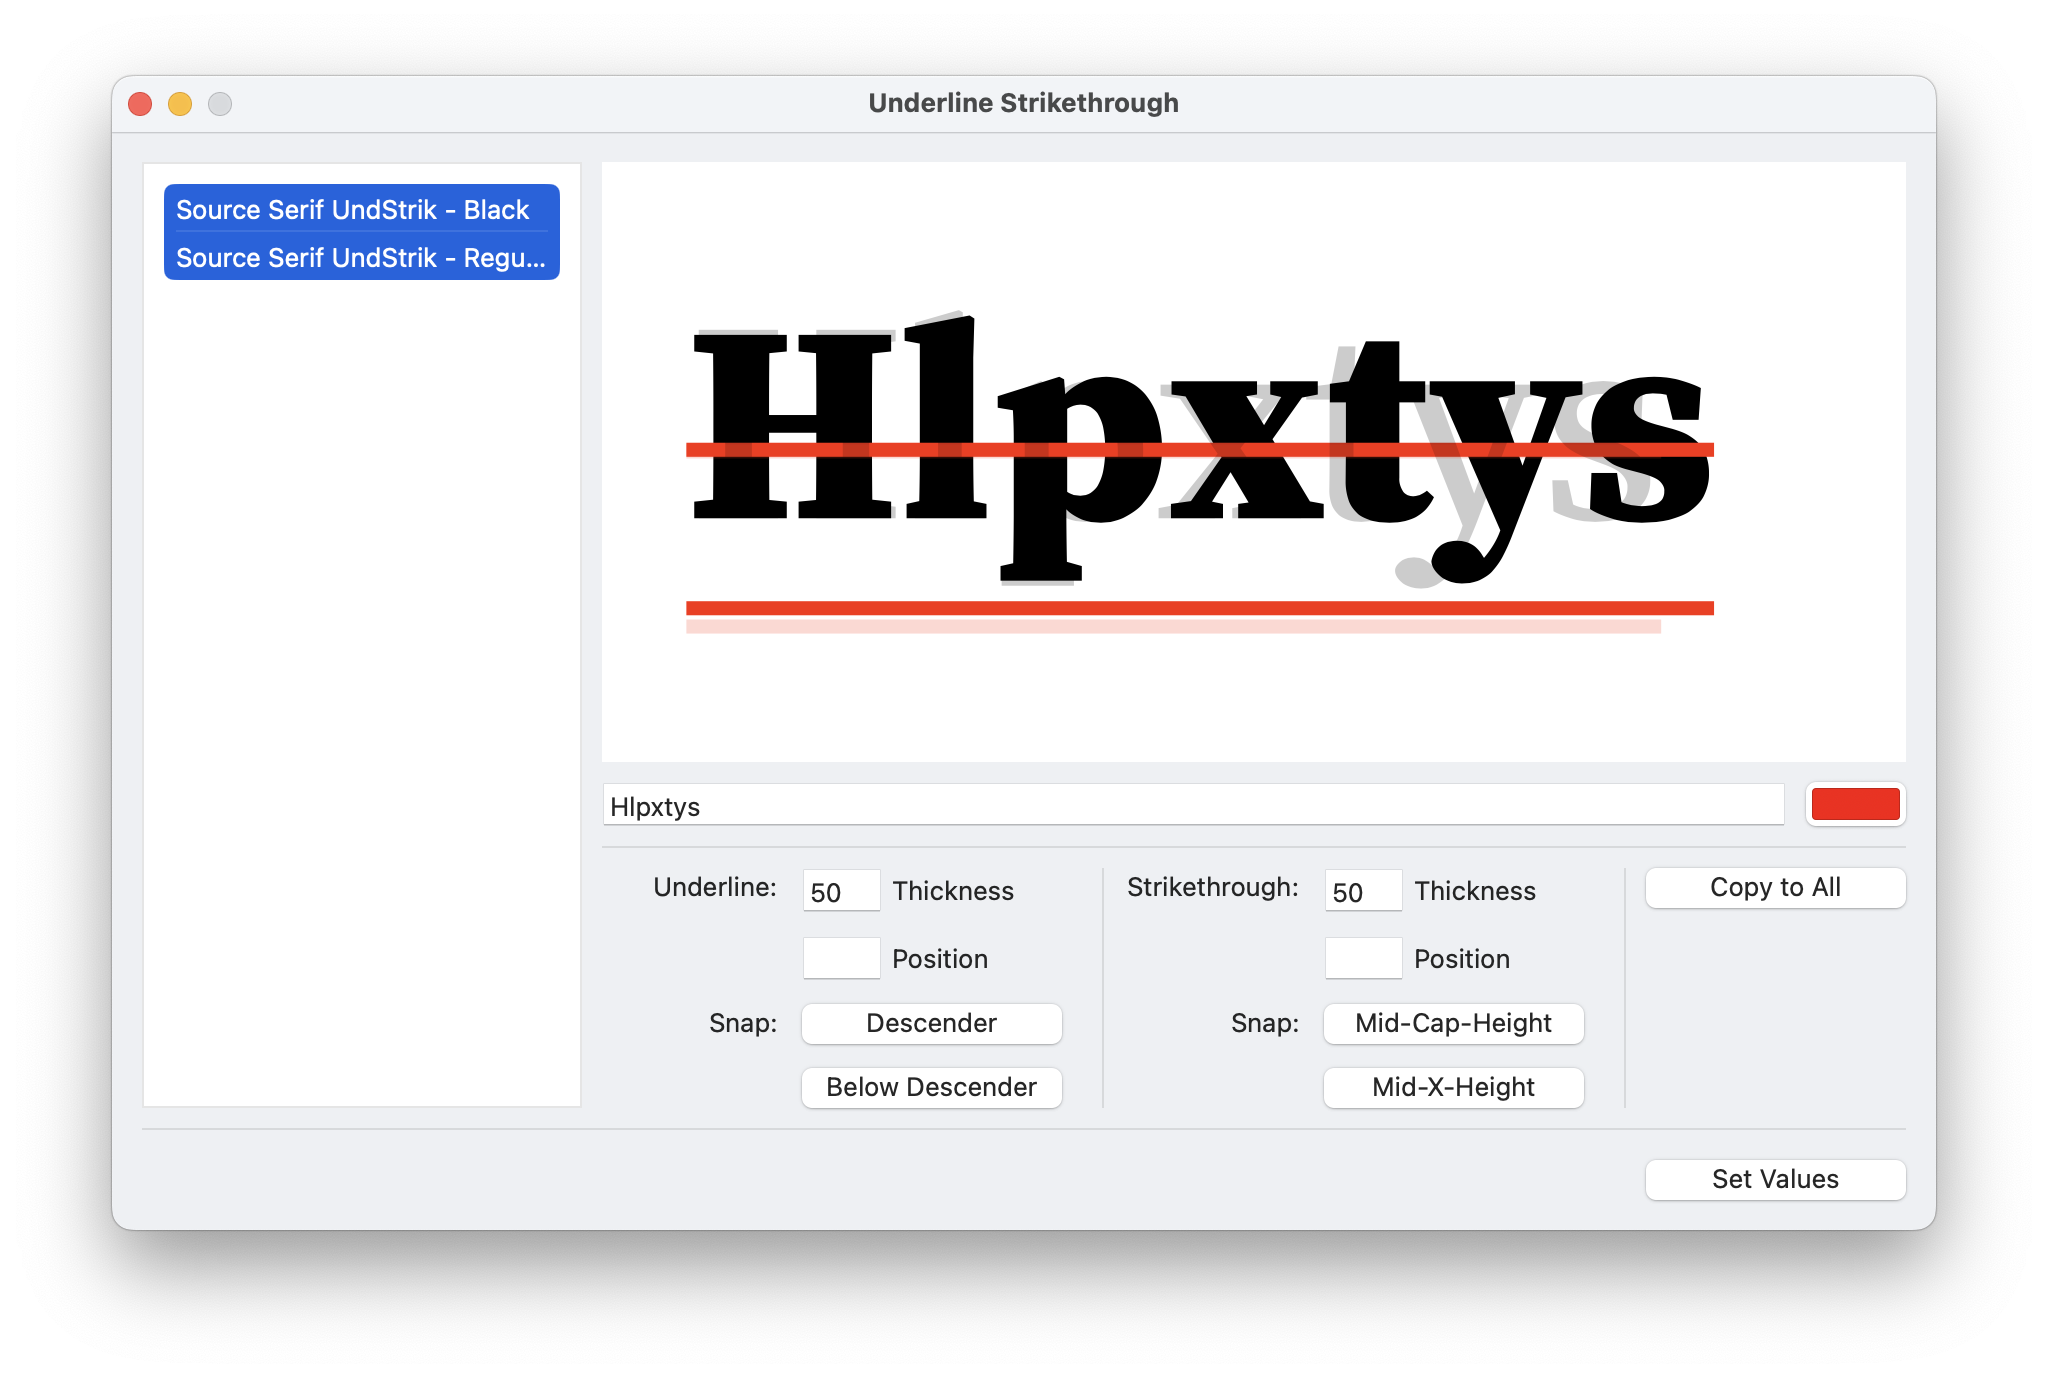 Underline Strikethrough
Source Serif UndStrik - Black
Source Serif UndStrik - Regu...
Hlpxtys
Hlpxtys
Underline: 50 Thickness
Position
Snap: Descender
Below Descender
Strikethrough: 50 Thickness
Position
Snap: Mid-Cap-Height
Mid-X-Height
Copy to All
Set Values